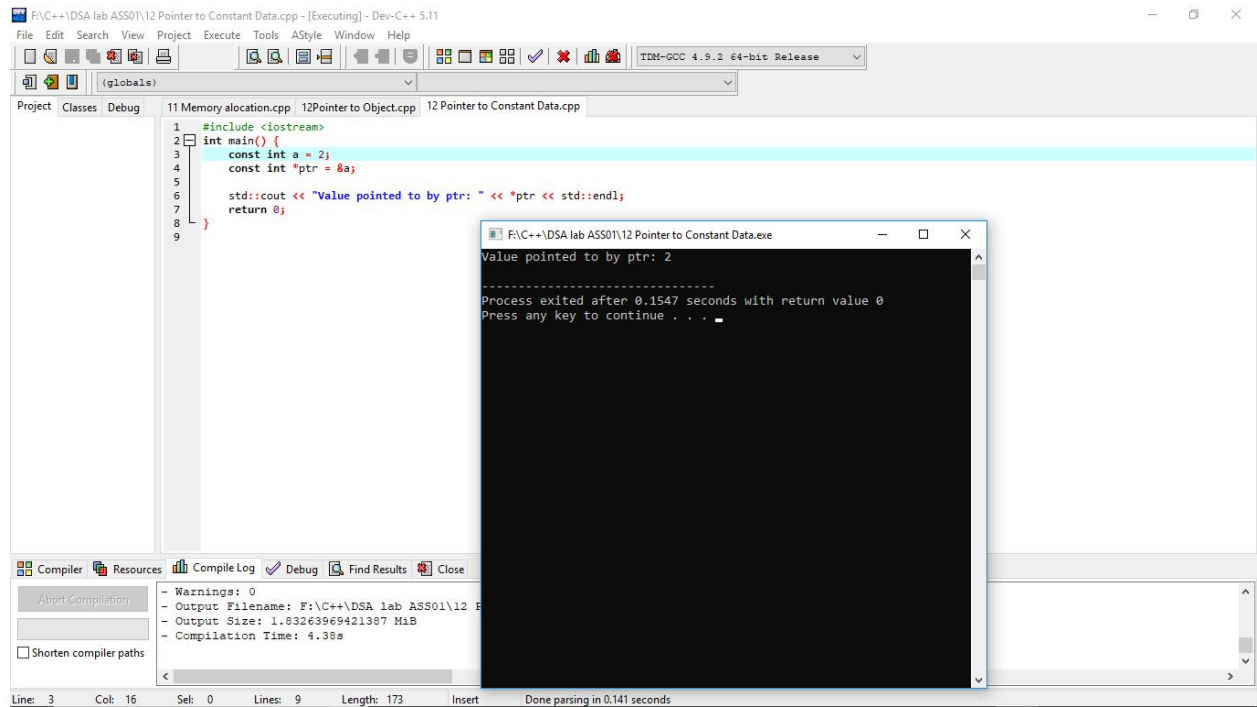 F:\C++\DSA lab ASS01\12 Pointer to Constant Data.cpp - [Executing] - Dev-C++ 5.11
File Edit Search View Project Execute Tools AStyle Window Help
TDM-GCC 4.9.2 64-bit Release
(globals)
Project Classes Debug
11 Memory alocation.cpp 12Pointer to Object.cpp 12 Pointer to Constant Data.cpp
1 #include <iostream>
2 int main() {
3 const int a = 2;
4 const int *ptr = &a;
5
6 std::cout << "Value pointed to by ptr: " << *ptr << std::endl;
7 return 0;
8 }
9
F:\C++\DSA lab ASS01\12 Pointer to Constant Data.exe
Value pointed to by ptr: 2
--------------------------------
Process exited after 0.1547 seconds with return value 0
Press any key to continue . . .
Compiler Resources Compile Log Debug Find Results Close
Abort Compilation
Shorten compiler paths
- Warnings: 0
- Output Filename: F:\C++\DSA lab ASS01\12 P
- Output Size: 1.83263969421387 MiB
- Compilation Time: 4.38s
Line: 3 Col: 16 Sel: 0 Lines: 9 Length: 173 Insert Done parsing in 0.141 seconds